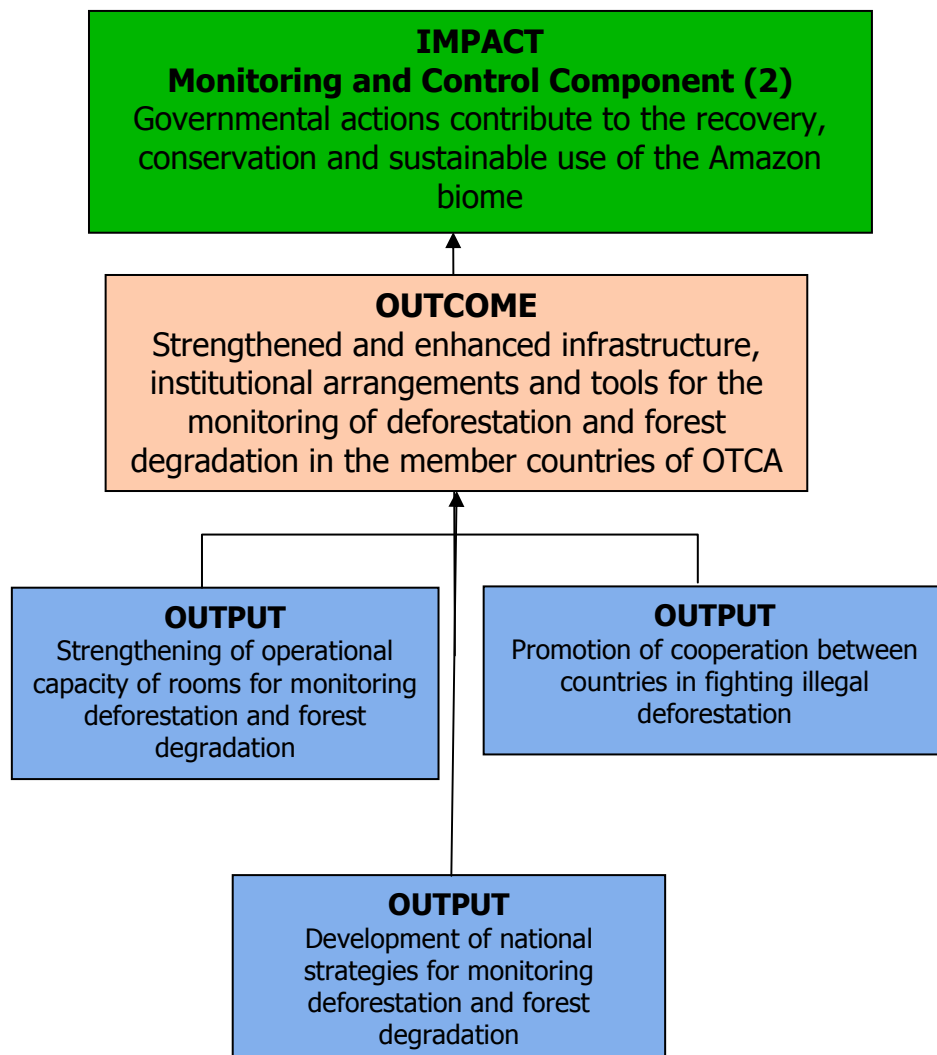 IMPACT
Monitoring and Control Component (2)
Governmental actions contribute to the recovery,
conservation and sustainable use of the Amazon
biome
OUTCOME
Strengthened and enhanced infrastructure,
institutional arrangements and tools for the
monitoring of deforestation and forest
degradation in the member countries of OTCA
OUTPUT
Strengthening of operational
capacity of rooms for monitoring
deforestation and forest
degradation
OUTPUT
Promotion of cooperation between
countries in fighting illegal
deforestation
OUTPUT
Development of national
strategies for monitoring
deforestation and forest
degradation